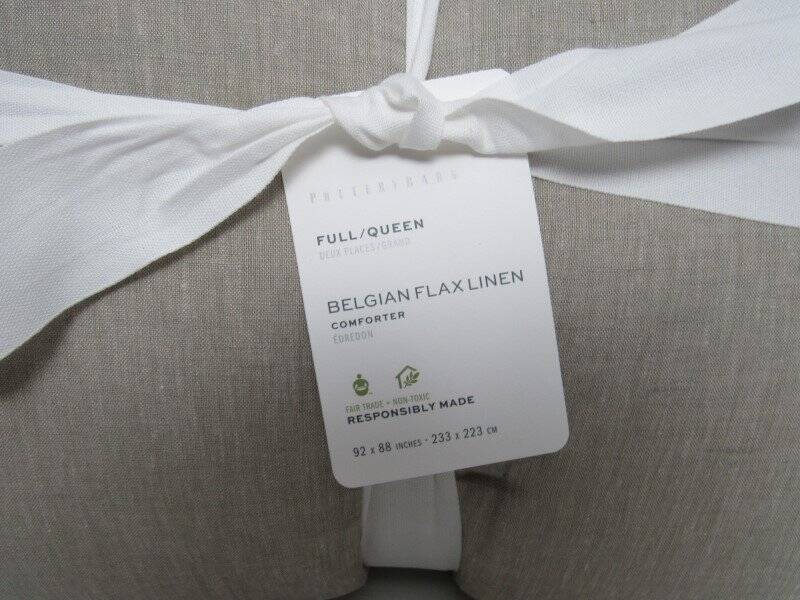 POTTERY BARN
FULL/QUEEN
DEUX PLACES/GRAND
BELGIAN FLAX LINEN
COMFORTER
ÉDREDON
FAIR TRADE • NON-TOXIC
RESPONSIBLY MADE
92 x 88 INCHES · 233 x 223 CM